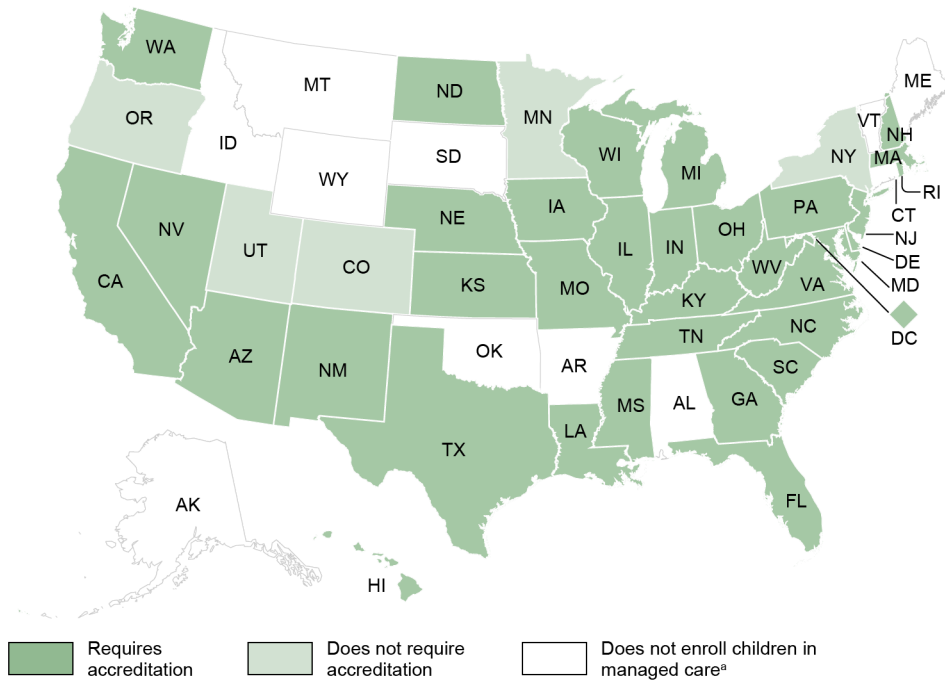 WA
MT
ND
ME
OR
MN
VT
ID
NH
WI
SD
NY
MA
MI
WY
RI
IA
PA
CT
NE
NV
OH
NJ
IL
IN
UT
DE
CO
WV
CA
KS
MO
MD
VA
KY
NC
DC
TN
OK
AZ
AR
SC
NM
MS
AL
GA
LA
TX
FL
AK
HI
Requires
accreditation
Does not require
accreditation
Does not enroll children in
managed careª